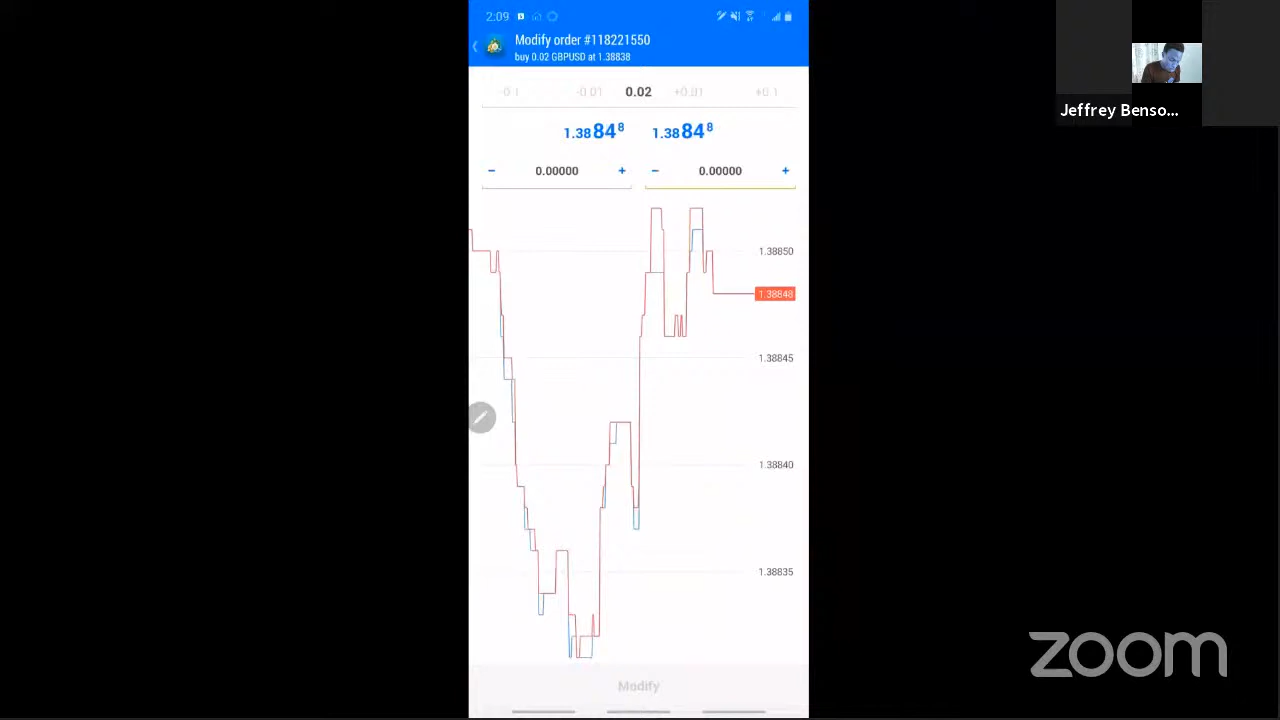 2:09
Modify order #118221550
buy 0.02 GBPUSD at 1.38838
-0.1 -0.01 0.02 +0.01 +0.1
1.38848 1.38848
- 0.00000 + - 0.00000 +
1.38850
1.38848
1.38845
1.38840
1.38835
Modify
Jeffrey Benso...
zoom